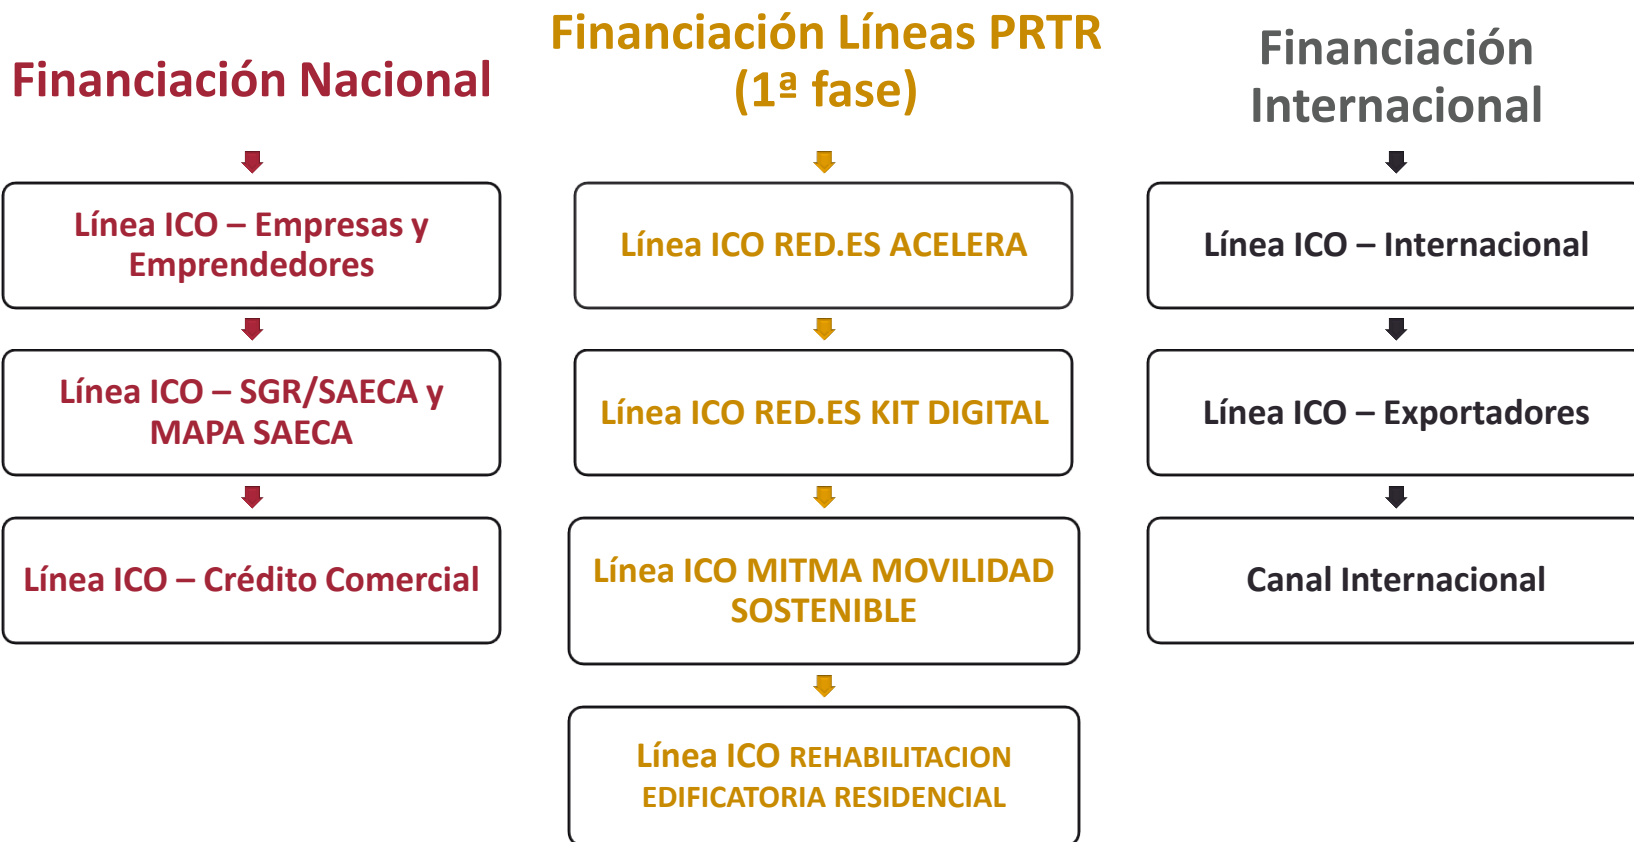 Financiación Nacional
Línea ICO – Empresas y
Emprendedores
Línea ICO – SGR/SAECA y
MAPA SAECA
Línea ICO – Crédito Comercial
Financiación Líneas PRTR
(1ª fase)
Línea ICO RED.ES ACELERA
Línea ICO RED.ES KIT DIGITAL
Línea ICO MITMA MOVILIDAD
SOSTENIBLE
Línea ICO REHABILITACION
EDIFICATORIA RESIDENCIAL
Financiación
Internacional
Línea ICO – Internacional
Línea ICO – Exportadores
Canal Internacional